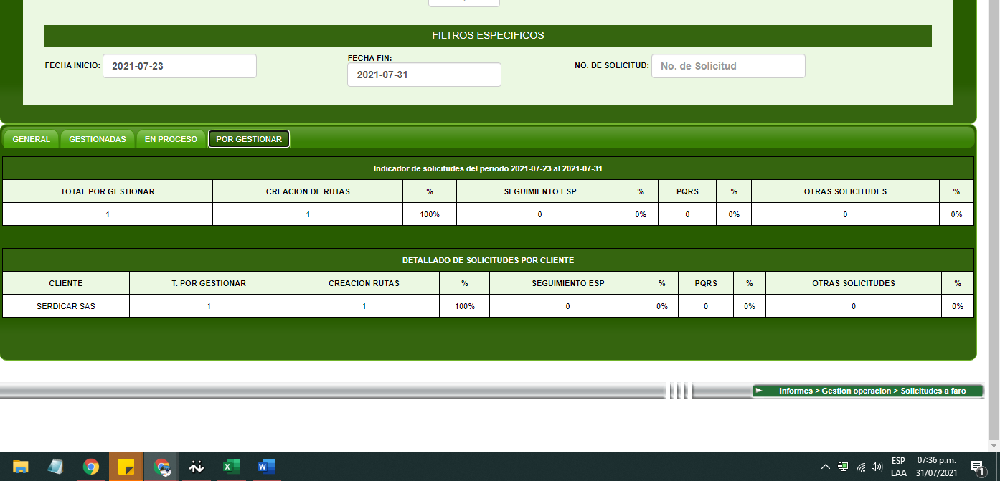 FILTROS ESPECIFICOS
FECHA INICIO: 2021-07-23
FECHA FIN:
2021-07-31
NO. DE SOLICITUD: No. de Solicitud
GENERAL GESTIONADAS EN PROCESO POR GESTIONAR
Indicador de solicitudes del periodo 2021-07-23 al 2021-07-31
TOTAL POR GESTIONAR CREACION DE RUTAS % SEGUIMIENTO ESP % PQRS % OTRAS SOLICITUDES %
1 1 100% 0 0% 0 0% 0 0%
DETALLADO DE SOLICITUDES POR CLIENTE
CLIENTE T. POR GESTIONAR CREACION RUTAS % SEGUIMIENTO ESP % PQRS % OTRAS SOLICITUDES %
SERDICAR SAS 1 1 100% 0 0% 0 0% 0 0%
Informes > Gestion operacion > Solicitudes a faro
ESP 07:36 p.m.
LAA 31/07/2021 1